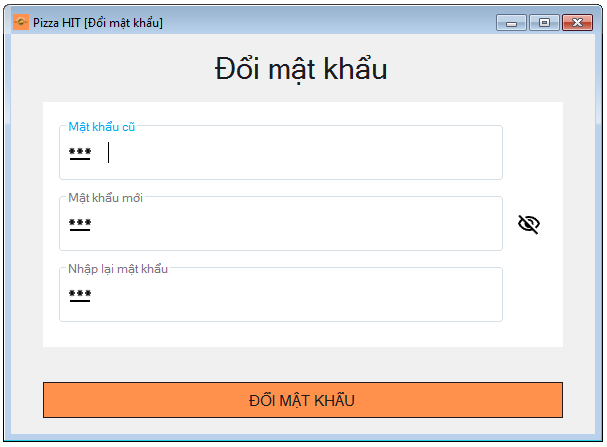 Pizza HIT [Đổi mật khẩu]
Đổi mật khẩu
Mật khẩu cũ
***
Mật khẩu mới
***
Nhập lại mật khẩu
***
ĐỔI MẬT KHẨU